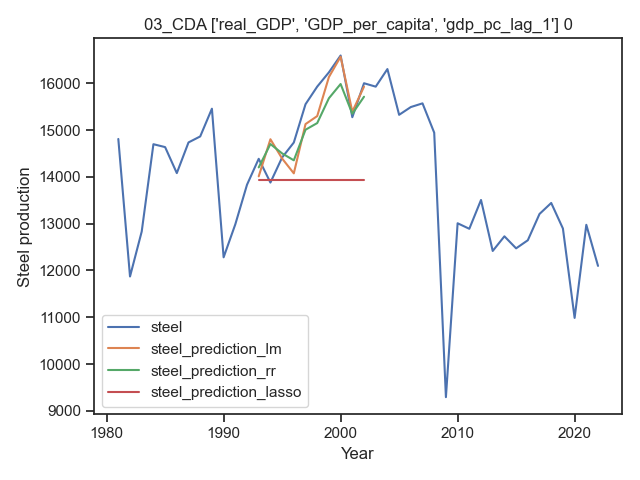 03_CDA ['real_GDP', 'GDP_per_capita', 'gdp_pc_lag_1'] 0
Steel production
16000
15000
14000
13000
12000
11000
10000
9000
steel
steel_prediction_lm
steel_prediction_rr
steel_prediction_lasso
1980
1990
2000
2010
2020
Year